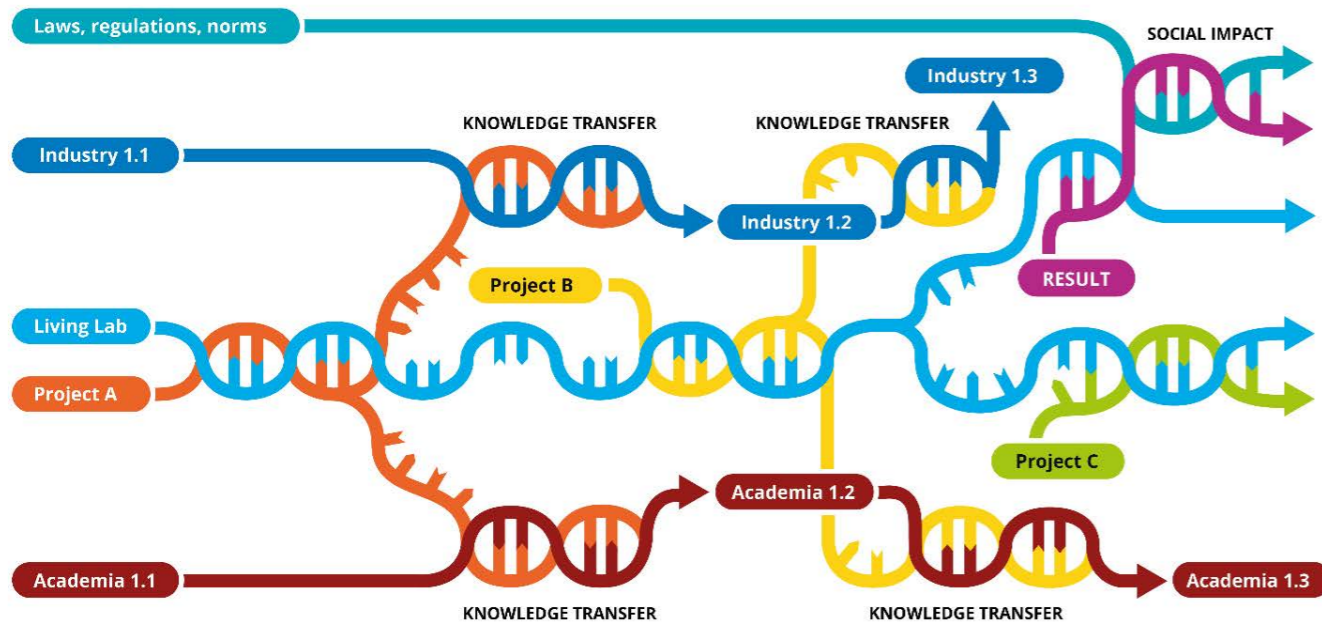 Laws, regulations, norms
SOCIAL IMPACT
Industry 1.3
KNOWLEDGE TRANSFER
KNOWLEDGE TRANSFER
Industry 1.1
Industry 1.2
Project B
RESULT
Living Lab
Project A
Project C
Academia 1.2
Academia 1.1
Academia 1.3
KNOWLEDGE TRANSFER
KNOWLEDGE TRANSFER